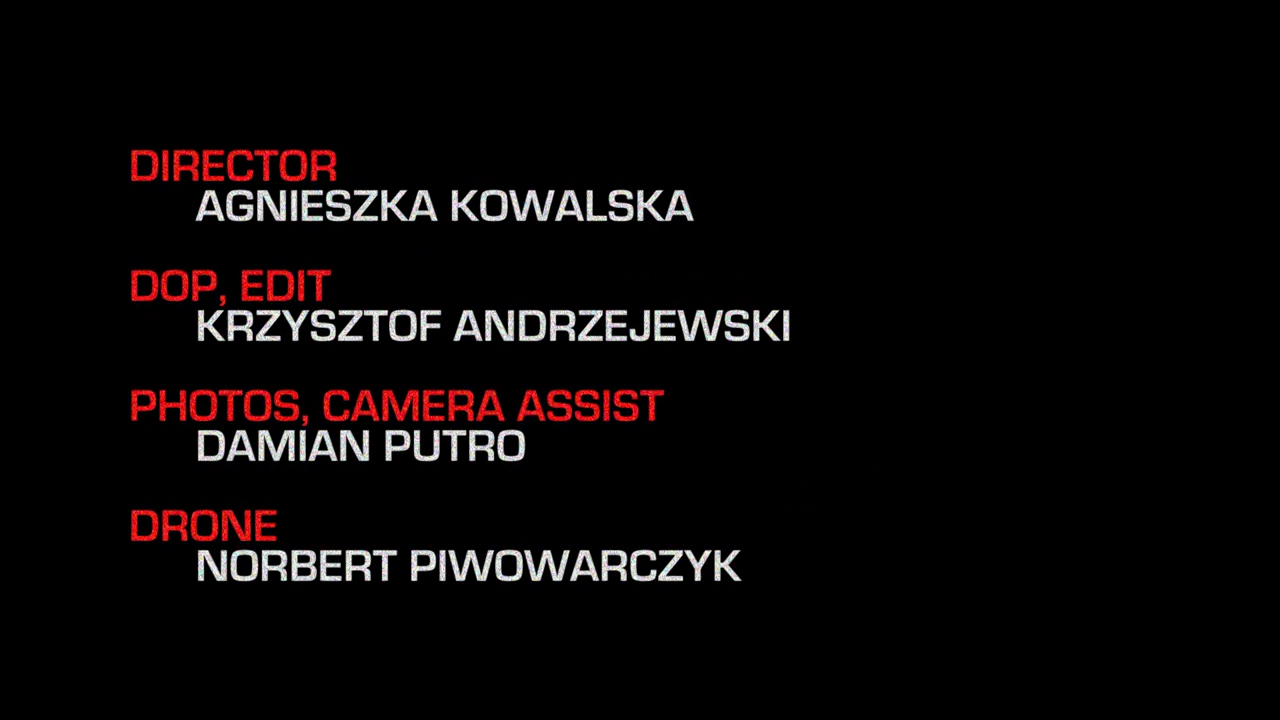 DIRECTOR
AGNIESZKA KOWALSKA
DOP, EDIT
KRZYSZTOF ANDRZEJEWSKI
PHOTOS, CAMERA ASSIST
DAMIAN PUTRO
DRONE
NORBERT PIWOWARCZYK